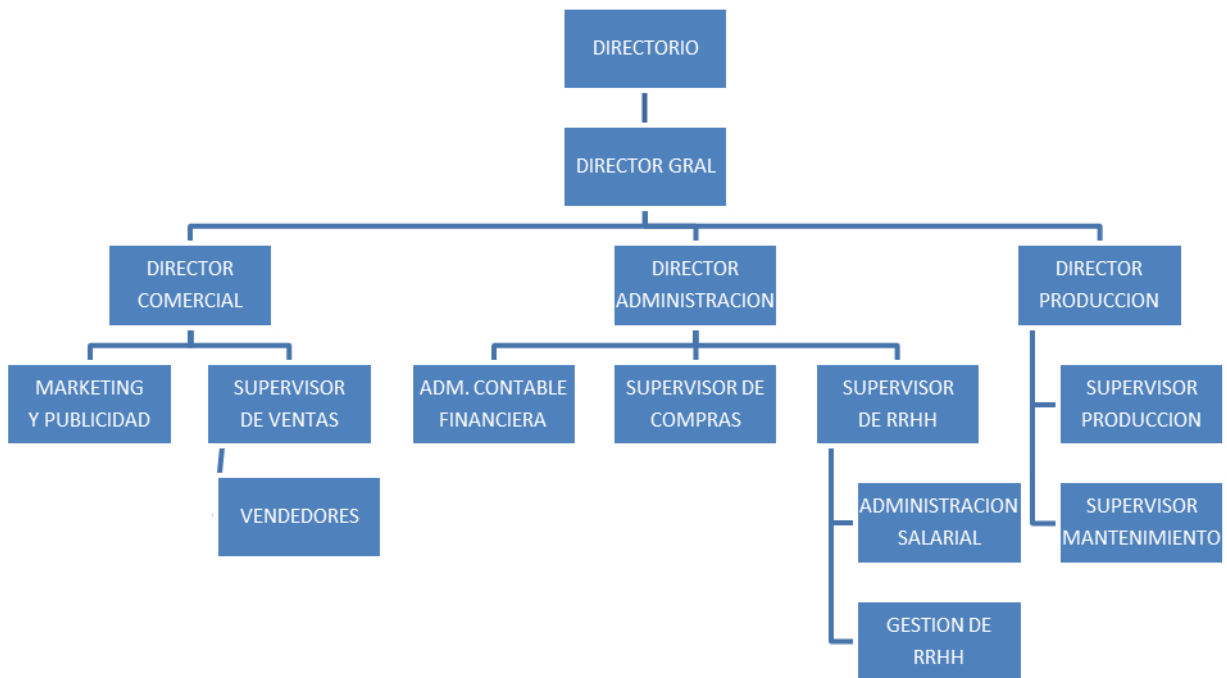 DIRECTORIO
DIRECTOR GRAL
DIRECTOR
COMERCIAL
DIRECTOR
ADMINISTRACION
DIRECTOR
PRODUCCION
MARKETING
Y PUBLICIDAD
SUPERVISOR
DE VENTAS
ADM. CONTABLE
FINANCIERA
SUPERVISOR DE
COMPRAS
SUPERVISOR
DE RRHH
SUPERVISOR
PRODUCCION
VENDEDORES
ADMINISTRACION
SALARIAL
SUPERVISOR
MANTENIMIENTO
GESTION DE
RRHH